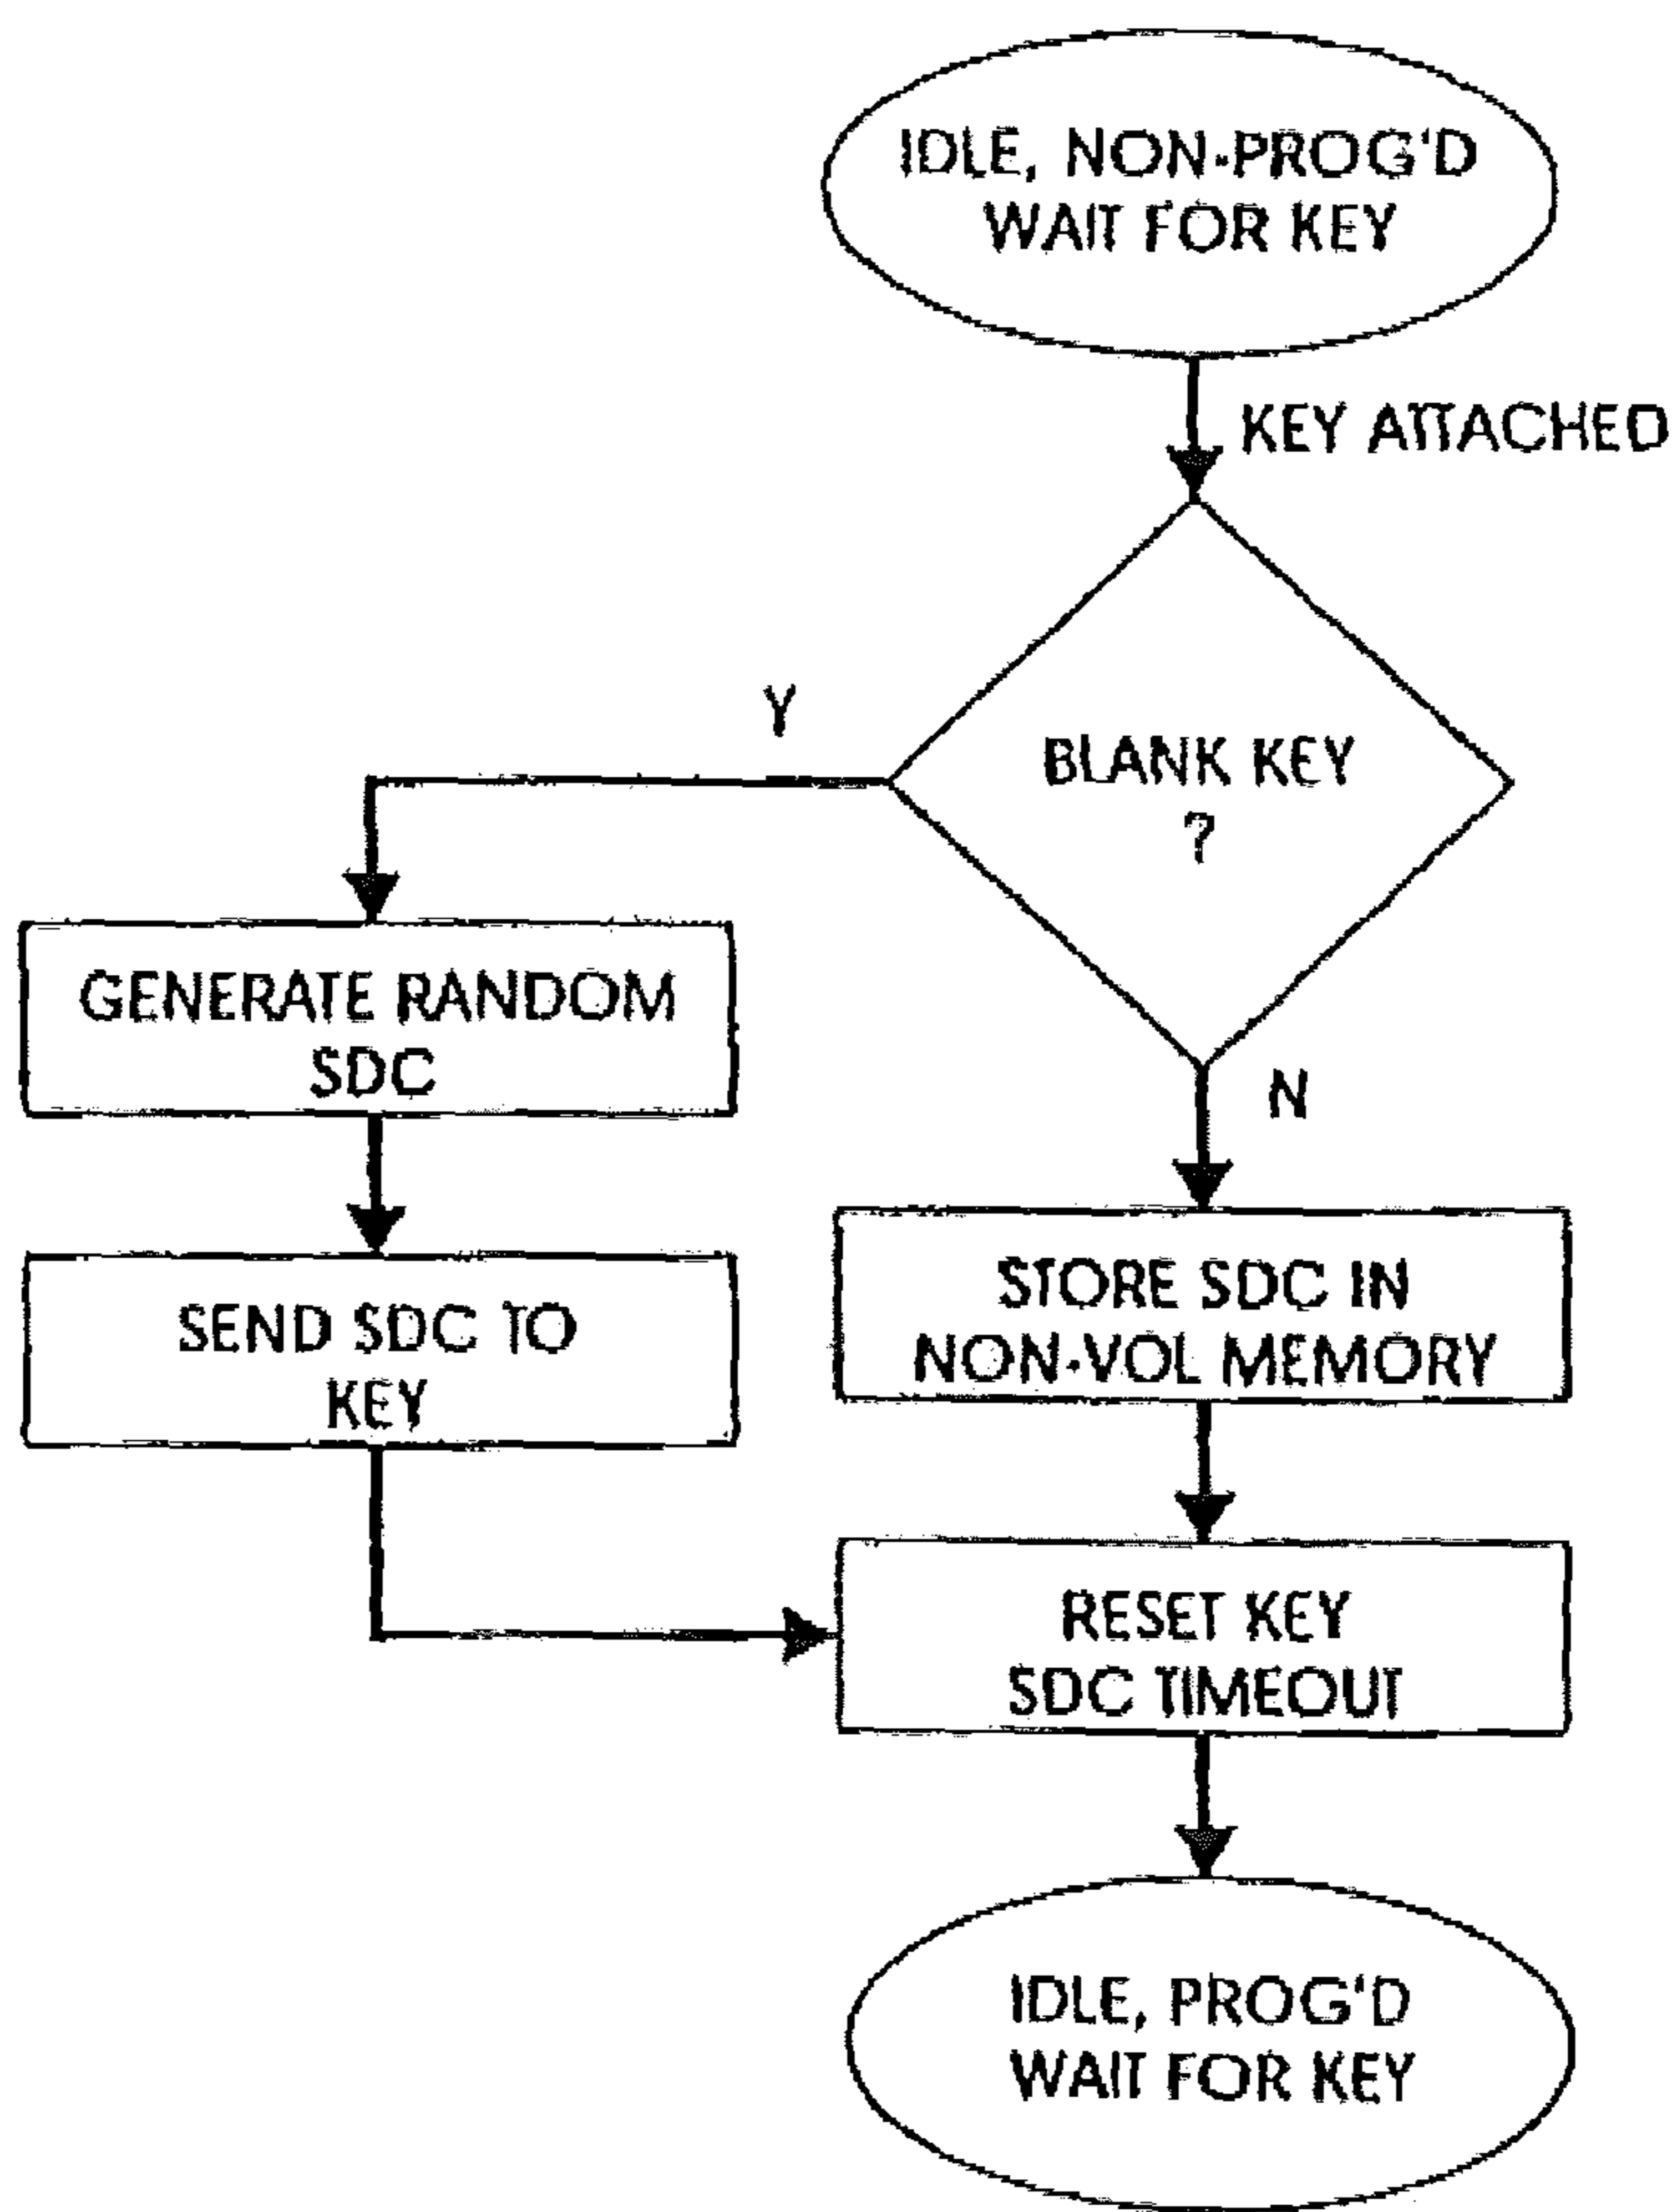 IDLE, NON-PROG'D
WAIT FOR KEY
KEY ATTACHED
BLANK KEY
?
Y
N
GENERATE RANDOM
SDC
SEND SDC TO
KEY
STORE SDC IN
NON-VOL MEMORY
RESET KEY
SDC TIMEOUT
IDLE, PROG'D
WAIT FOR KEY